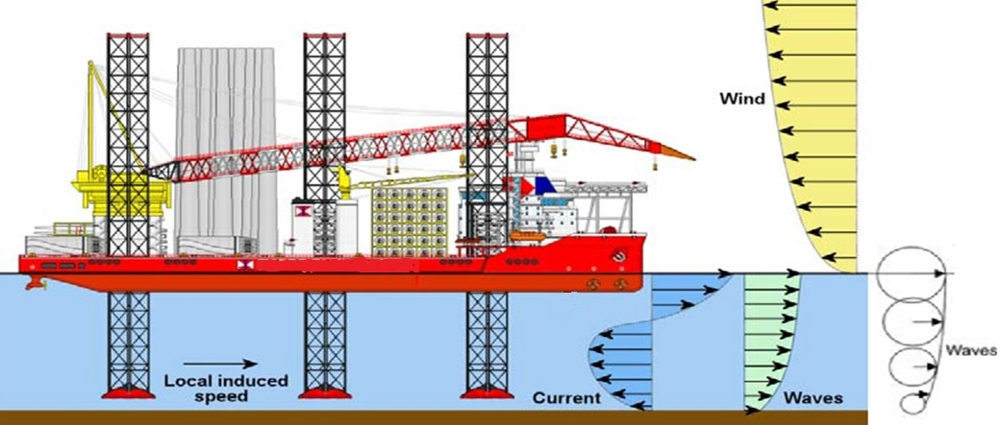 Wind
Waves
Local induced
speed
Current
Waves